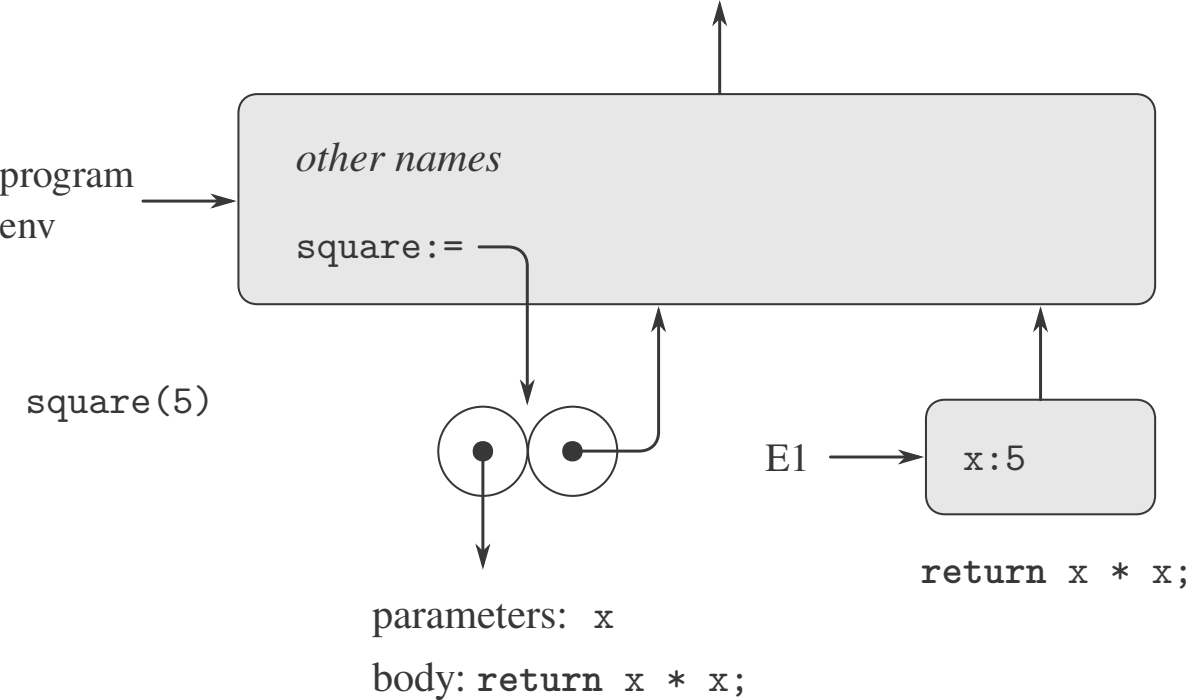 other names
program
env
square:=
square(5)
E1
x:5
return x * x;
parameters: x
body: return x * x;